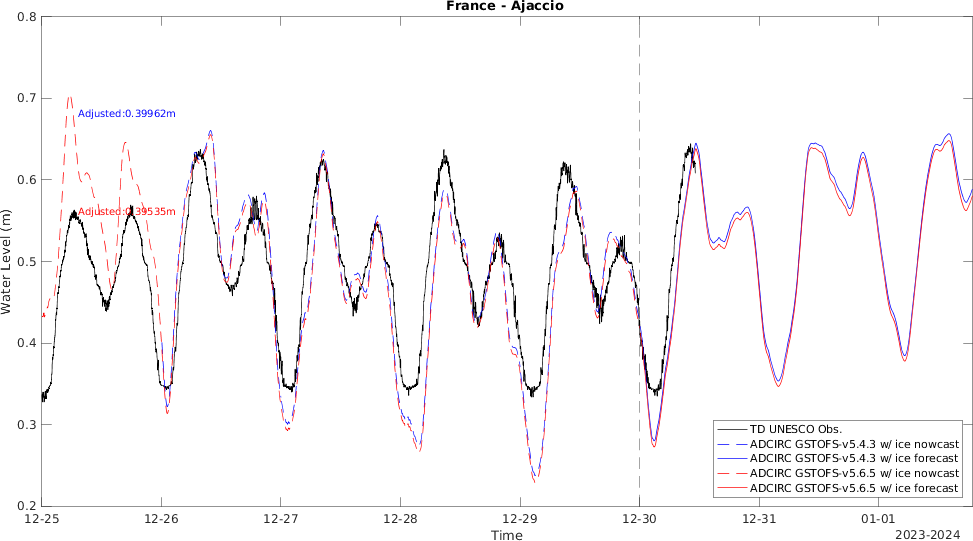 France - Ajaccio
0.8
0.7
0.6
0.5
0.4
0.3
0.2
Water Level (m)
Adjusted:0.39962m
Adjusted:0.39535m
TD UNESCO Obs.
ADCIRC GSTOFS-v5.4.3 w/ ice nowcast
ADCIRC GSTOFS-v5.4.3 w/ ice forecast
ADCIRC GSTOFS-v5.6.5 w/ ice nowcast
ADCIRC GSTOFS-v5.6.5 w/ ice forecast
12-25 12-26 12-27 12-28 12-29 12-30 12-31 01-01
Time
2023-2024